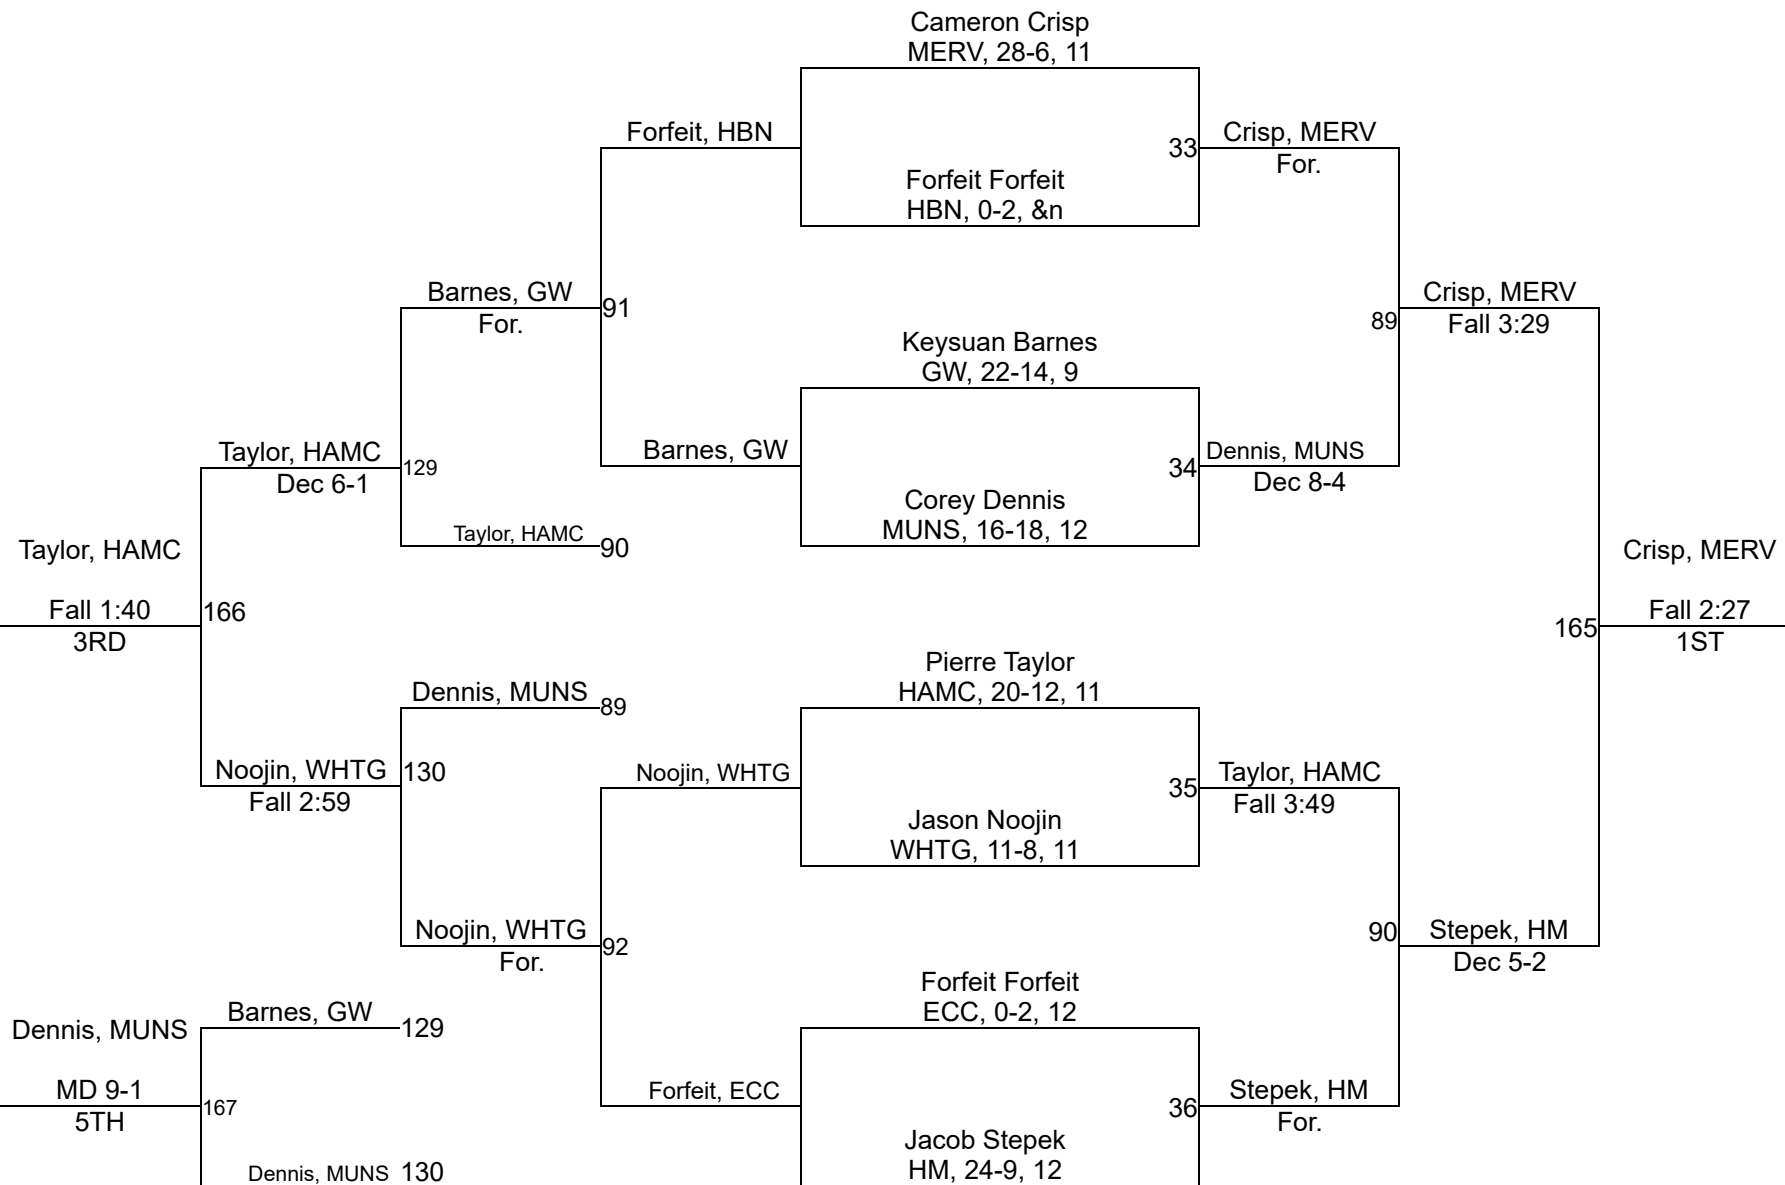 Cameron Crisp
MERV, 28-6, 11
Forfeit, HBN
33
Crisp, MERV
For.
Forfeit Forfeit
HBN, 0-2, &n
Barnes, GW
For.
91
Crisp, MERV
Fall 3:29
89
Keysuan Barnes
GW, 22-14, 9
Taylor, HAMC
Dec 6-1
129
Barnes, GW
34
Dennis, MUNS
Dec 8-4
Corey Dennis
MUNS, 16-18, 12
Taylor, HAMC
90
Taylor, HAMC
Fall 1:40
3RD
166
Crisp, MERV
Fall 2:27
1ST
165
Pierre Taylor
HAMC, 20-12, 11
Dennis, MUNS
89
Noojin, WHTG
Fall 2:59
130
Noojin, WHTG
35
Taylor, HAMC
Fall 3:49
Jason Noojin
WHTG, 11-8, 11
Noojin, WHTG
For.
92
90
Stepek, HM
Dec 5-2
Forfeit Forfeit
ECC, 0-2, 12
Barnes, GW
129
Dennis, MUNS
MD 9-1
5TH
167
Forfeit, ECC
36
Stepek, HM
For.
Jacob Stepek
HM, 24-9, 12
Dennis, MUNS
130